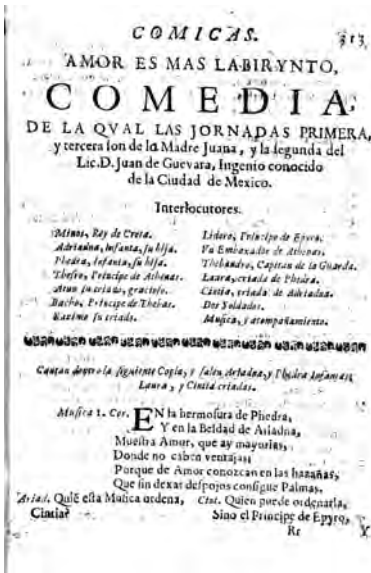 COMICAS. 313
AMOR ES MAS LABIRYNTO,
COMEDIA,
DE LA QVAL LAS JORNADAS PRIMERA,
y tercera son de la Madre Juana, y la segunda del
Lic. D. Juan de Guevara, Ingenio conocido
de la Ciudad de Mexico.
Interlocutores.
Minos, Rey de Creta.
Adriadna, Infanta, su hija.
Phedra, Infanta, su hija.
Theseo, Principe de Athenas.
Atun su criado, gracioso.
Bacho, Principe de Thebas.
Racimo su criado.
Lidoro, Principe de Epyro.
Vn Embaxador de Athenas.
Thebandro, Capitan de la Guarda.
Laura, criada de Phedra.
Cintia, criada de Adriadna.
Dos Soldados.
Musica, y acompañamiento.
Cantan dentro la siguiente Copla, y salen Ariadna, y Phedra Infantas,
Laura, y Cintia criadas.
Musica 1. Cor. EN la hermosura de Phedra,
Y en la Beldad de Ariadna,
Muestra Amor, que ay mayorias,
Donde no caben ventajas;
Porque de Amor conozcan en las hazañas,
Que sin dexar despojos consigue Palmas.
Ariad. Quiē esta Musica ordena,
Cintia?
Cint. Quien puede ordenarla,
Sino el Principe de Epyro,
Rr Y